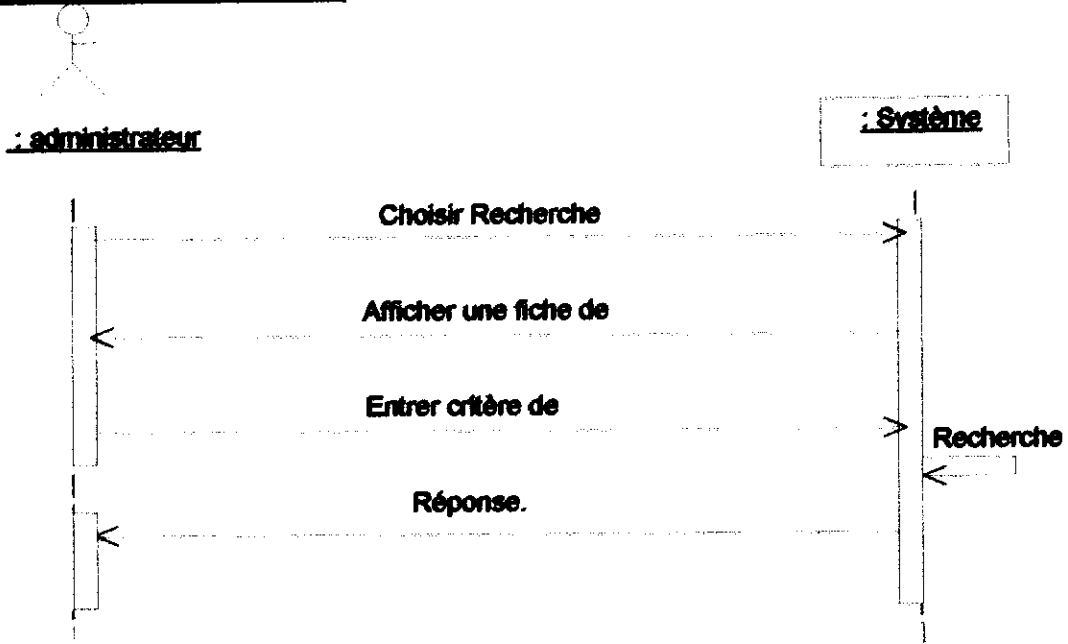 : administrateur
: Système
Choisir Recherche
Afficher une fiche de
Entrer critère de
Recherche
Réponse.